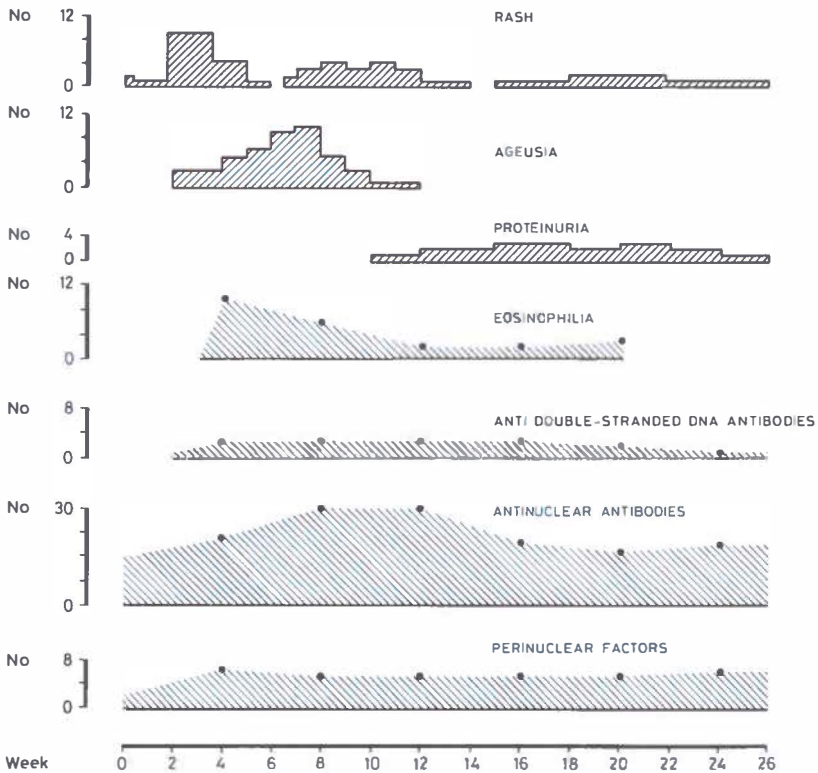 No 12 RASH
0
No 12
AGEUSIA
0
PROTEINURIA
No 4
0
No 12
EOSINOPHILIA
0
No 8 ANTI DOUBLE-STRANDED DNA ANTIBODIES
0
No 30 ANTINUCLEAR ANTIBODIES
0
PERINUCLEAR FACTORS
No 8
0
Week 0 2 4 6 8 10 12 14 16 18 20 22 24 26